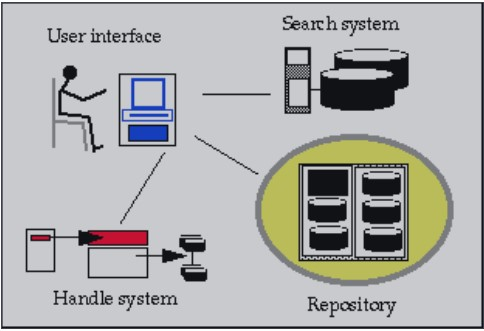 Search system
User interface
Handle system
Repository